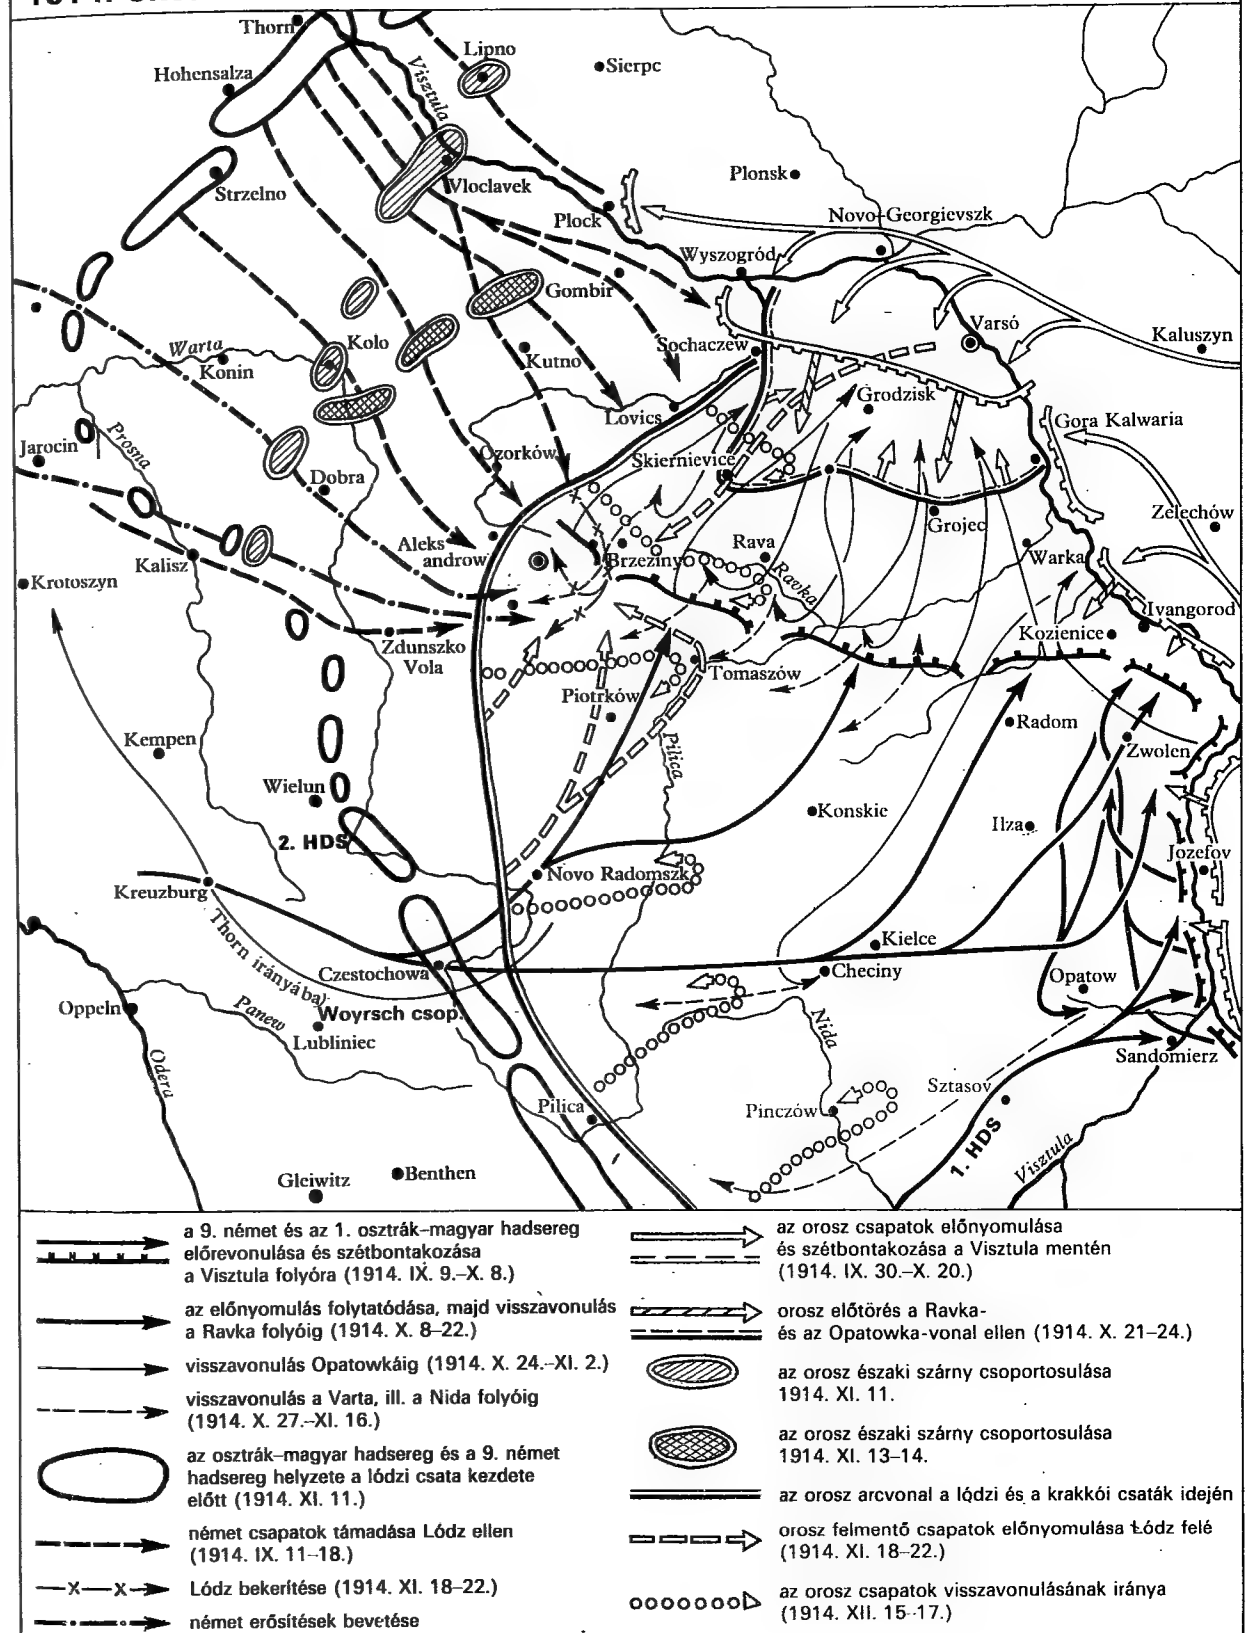 Thorn
Lipno
Sierpc
Hohensalza
Visztula
Strzelno
Vloclavek
Plonsk
Plock
Novo-Georgievszk
Wyszogród
Gombin
Varsó
Kaluszyn
Warta
Konin
Kolo
Kutno
Sochaczew
Grodzisk
Lovics
Gora Kalwaria
Jarocin
Prosna
Ozorków
Skiernievice
Dobra
Grojec
Zelechów
Aleks
androw
Brzeziny
Rava
Ravka
Warka
Kalisz
Krotoszyn
Ivangorod
Kozienice
Zdunszko
Vola
Tomaszów
Piotrków
Radom
Kempen
Pilica
Zwolen
Wielun
Konskie
Ilza
2. HDS
Jozefov
Kreuzburg
Novo Radomszk
Thorn irányába)
Kielce
Czestochowa
Checiny
Opatow
Oppeln
Panew
Woyrsch csop.
Lubliniec
Nida
Sandomierz
Odera
Pilica
Pinczów
Sztasov
1. HDS
Visztula
Gleiwitz
Benthen
a 9. német és az 1. osztrák–magyar hadsereg
előrevonulása és szétbontakozása
a Visztula folyóra (1914. IX. 9.–X. 8.)
az előnyomulás folytatódása, majd visszavonulás
a Ravka folyóig (1914. X. 8–22.)
visszavonulás Opatowkáig (1914. X. 24.–XI. 2.)
visszavonulás a Varta, ill. a Nida folyóig
(1914. X. 27.–XI. 16.)
az osztrák–magyar hadsereg és a 9. német
hadsereg helyzete a lódzi csata kezdete
előtt (1914. XI. 11.)
német csapatok támadása Lódz ellen
(1914. IX. 11–18.)
Lódz bekerítése (1914. XI. 18–22.)
német erősítések bevetése
az orosz csapatok előnyomulása
és szétbontakozása a Visztula mentén
(1914. IX. 30.–X. 20.)
orosz előtörés a Ravka-
és az Opatowka-vonal ellen (1914. X. 21–24.)
az orosz északi szárny csoportosulása
1914. XI. 11.
az orosz északi szárny csoportosulása
1914. XI. 13–14.
az orosz arcvonal a lódzi és a krakkói csaták idején
orosz felmentő csapatok előnyomulása Łódz felé
(1914. XI. 18–22.)
az orosz csapatok visszavonulásának iránya
(1914. XII. 15–17.)